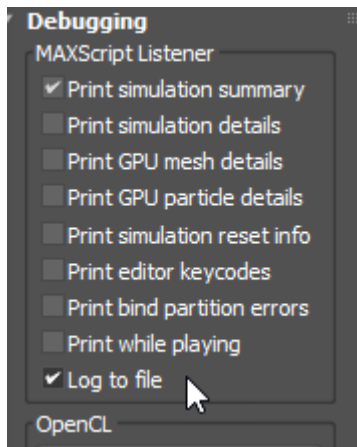 Debugging
MAXScript Listener
Print simulation summary
Print simulation details
Print GPU mesh details
Print GPU particle details
Print simulation reset info
Print editor keycodes
Print bind partition errors
Print while playing
Log to file
OpenCL